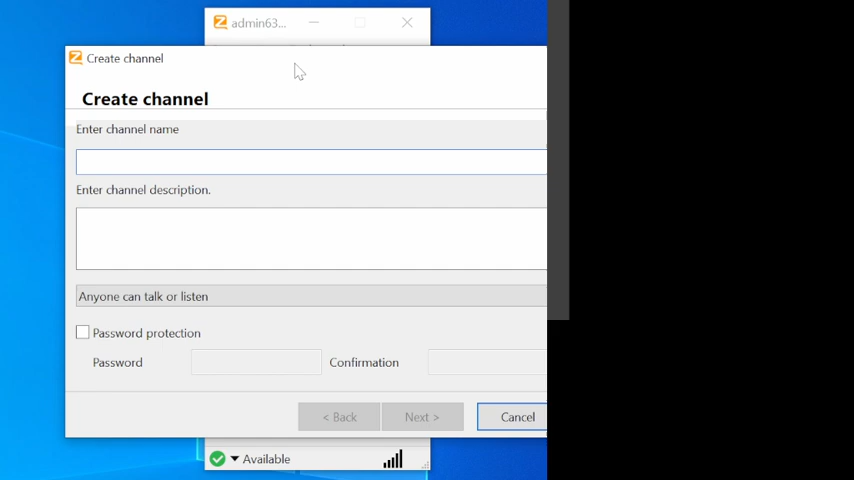 admin63...
Create channel
Create channel
Enter channel name
Enter channel description.
Anyone can talk or listen
Password protection
Password
Confirmation
< Back
Next >
Cancel
Available